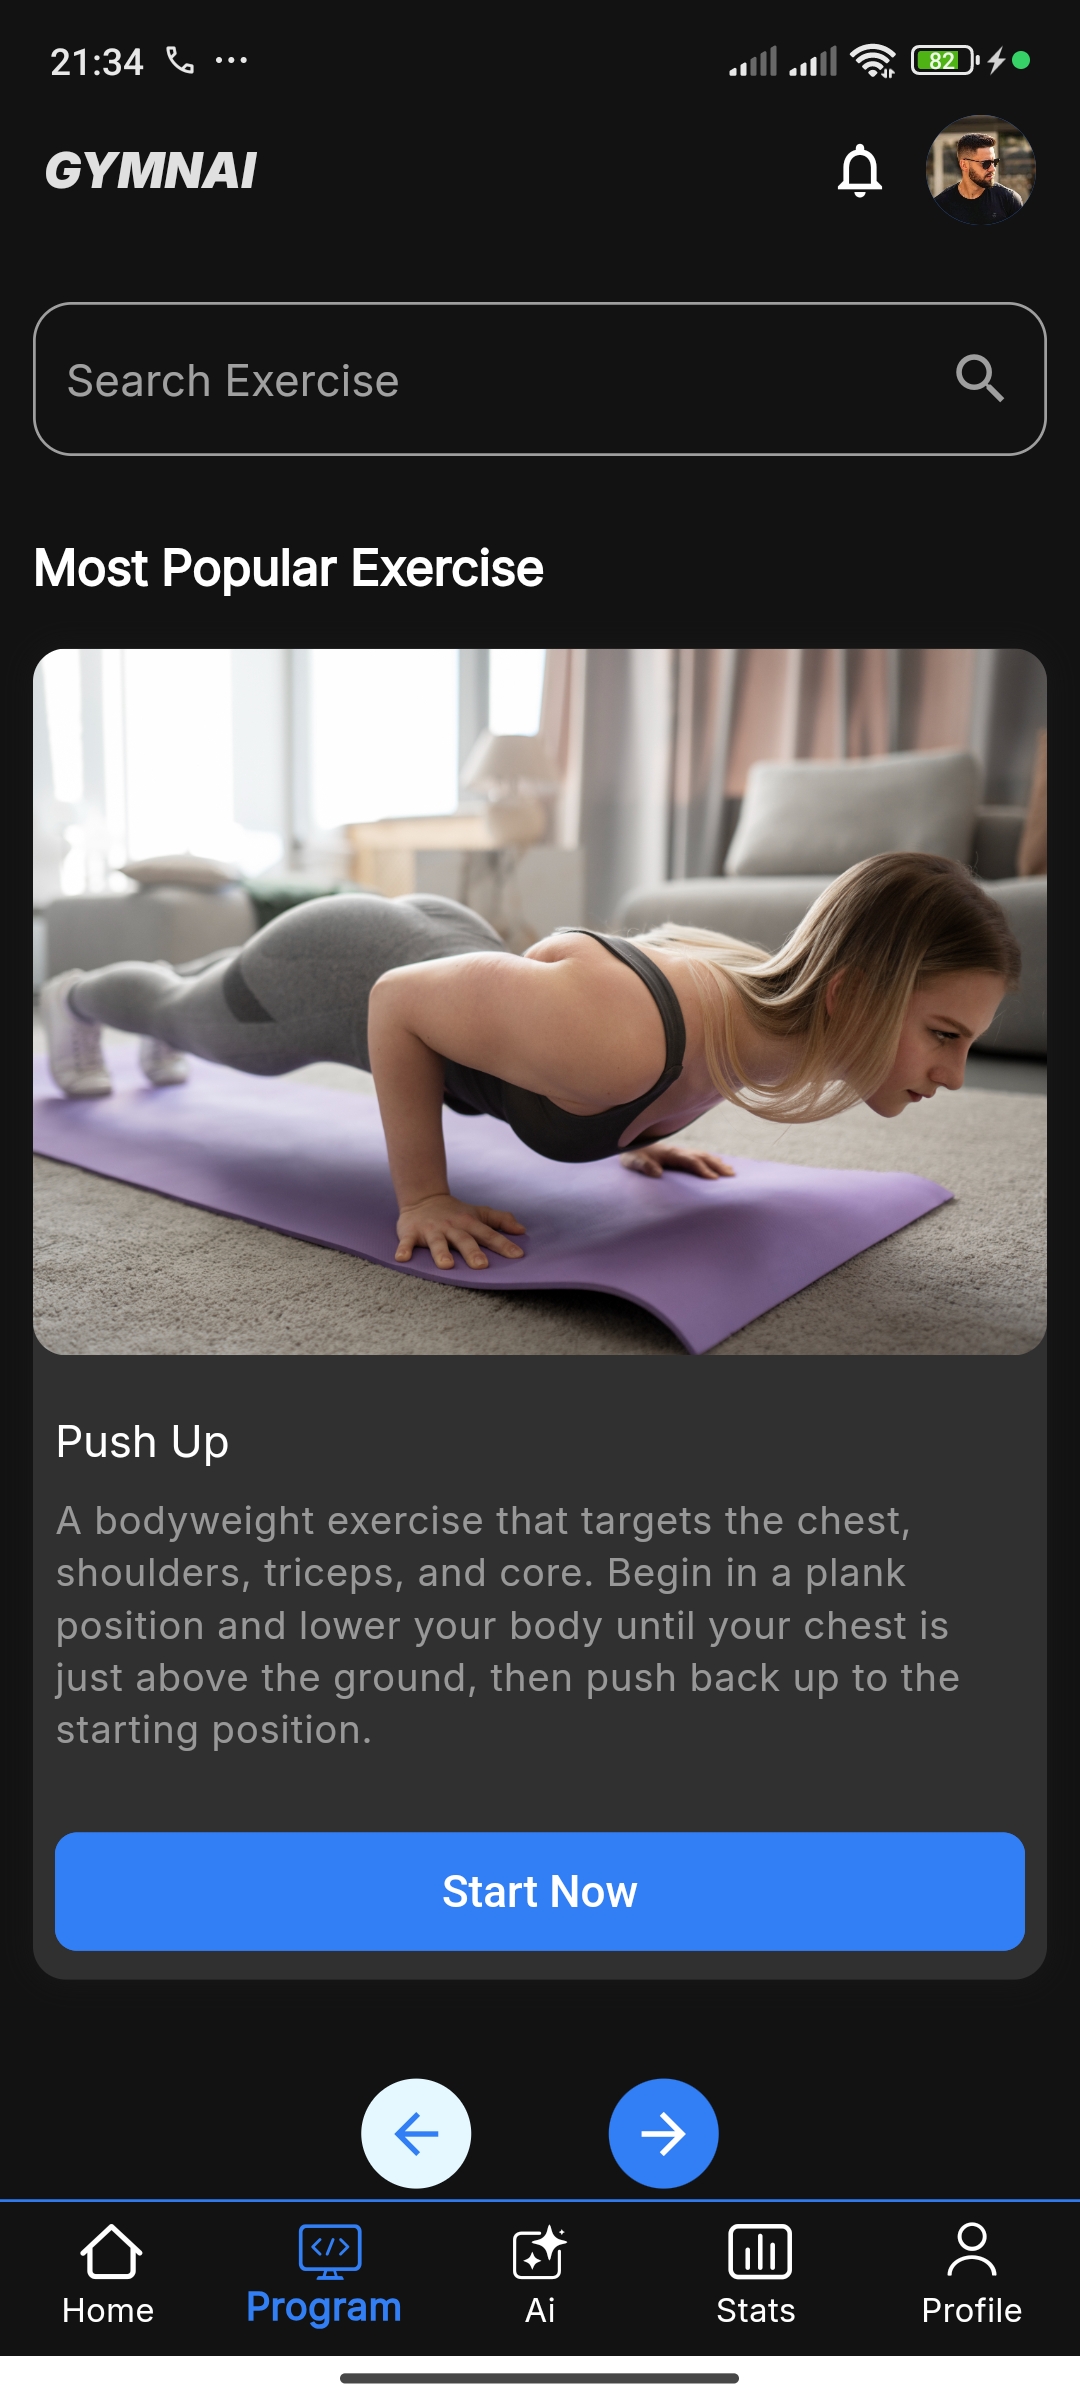 21:34
82
GYMNAI
Search Exercise
Most Popular Exercise
Push Up
A bodyweight exercise that targets the chest,
shoulders, triceps, and core. Begin in a plank
position and lower your body until your chest is
just above the ground, then push back up to the
starting position.
Start Now
Home
Program
Ai
Stats
Profile